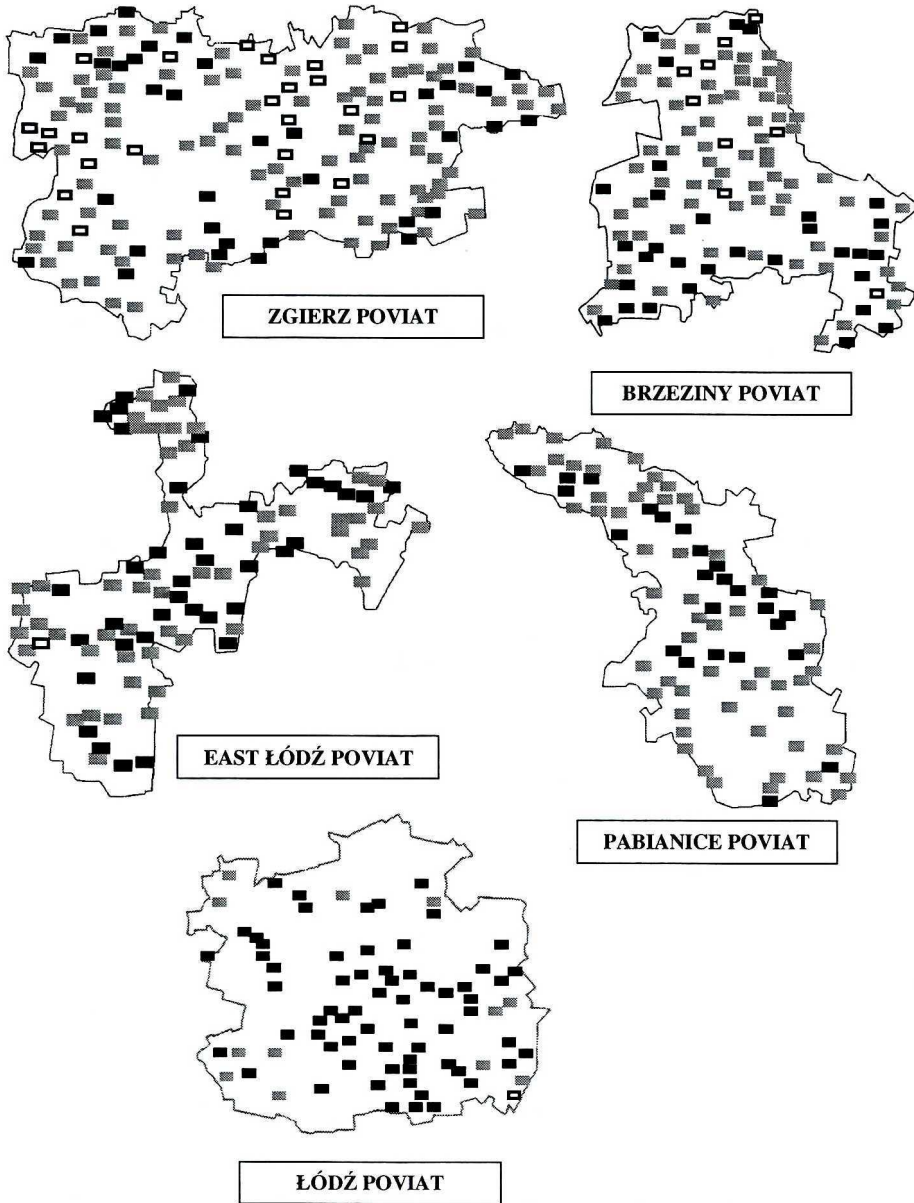 ZGIERZ POVIAT
BRZEZINY POVIAT
EAST ŁÓDŹ POVIAT
PABIANICE POVIAT
ŁÓDŹ POVIAT